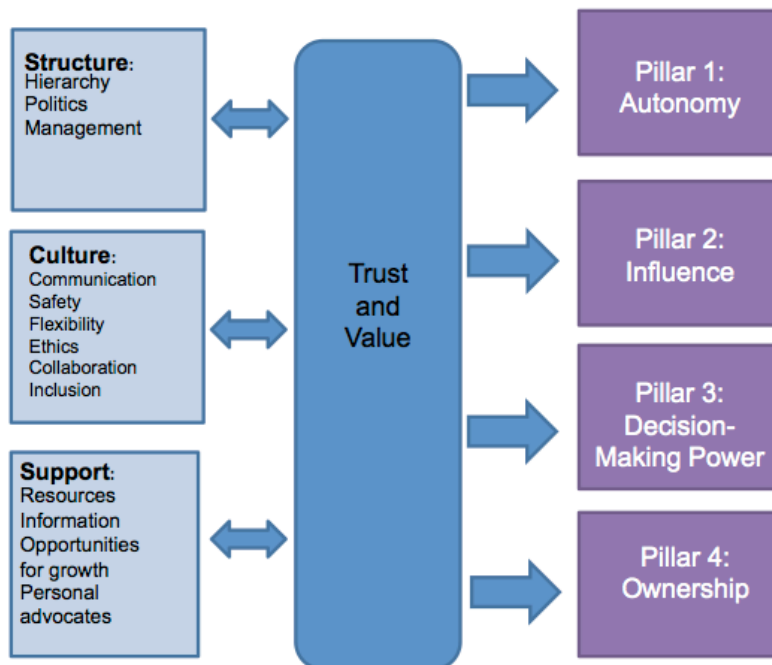 Structure:
Hierarchy
Politics
Management
Culture:
Communication
Safety
Flexibility
Ethics
Collaboration
Inclusion
Support:
Resources
Information
Opportunities
for growth
Personal
advocates
Trust
and
Value
Pillar 1:
Autonomy
Pillar 2:
Influence
Pillar 3:
Decision-
Making Power
Pillar 4:
Ownership